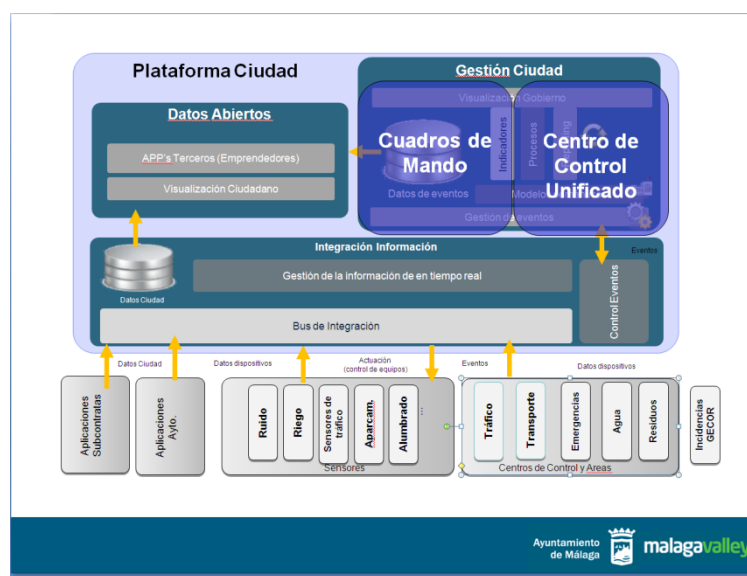 Plataforma Ciudad
Gestión Ciudad
Visualización Gobierno
Datos Abiertos
APP's Terceros (Emprendedores)
Visualización Ciudadano
Cuadros de
Mando
Centro de
Control
Unificado
Indicadores
Procesos
Datos de eventos
Modelo
Gestión de eventos
Integración Información
Eventos
Gestión de la información de en tiempo real
Datos Ciudad
Control Eventos
Bus de Integración
Datos Ciudad
Datos dispositivos
Actuación
(control de equipos)
Eventos
Datos dispositivos
Aplicaciones
Subcontratas
Aplicaciones
Ayto.
Ruido
Riego
Sensores de
tráfico
Aparcam.
Alumbrado
...
Sensores
Tráfico
Transporte
Emergencias
Agua
Residuos
Centros de Control y Areas
Incidencias
GECOR
Ayuntamiento
de Málaga
malagavalley